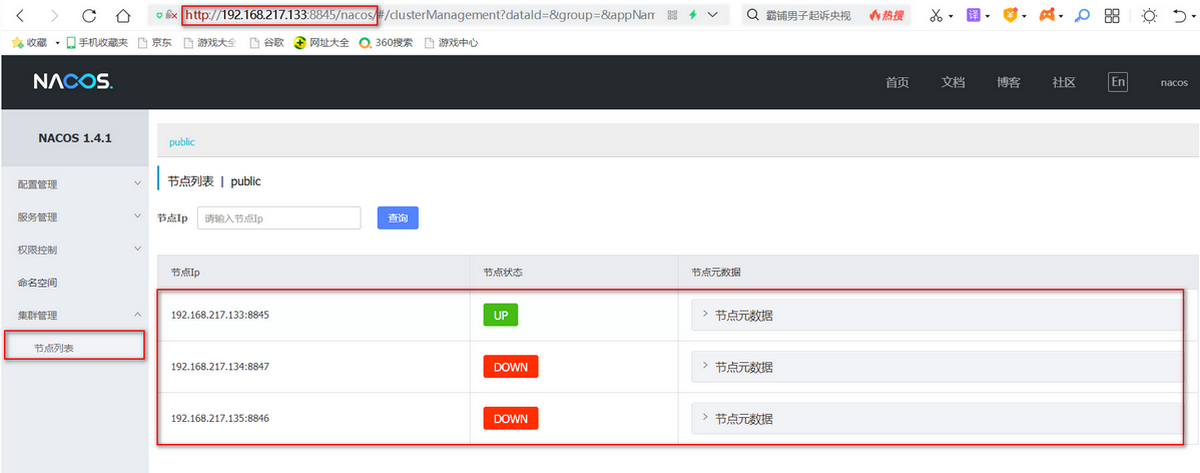 http://192.168.217.133:8845/nacos/#/clusterManagement?dataId=&group=&appNam
霸铺男子起诉央视
热搜
译
收藏 手机收藏夹 京东 游戏大全 谷歌 网址大全 360搜索 游戏中心
NACOS.
首页 文档 博客 社区 En nacos
NACOS 1.4.1
public
配置管理
节点列表 | public
服务管理
节点Ip 请输入节点Ip 查询
权限控制
命名空间
节点Ip 节点状态 节点元数据
集群管理
192.168.217.133:8845 UP 节点元数据
节点列表
192.168.217.134:8847 DOWN 节点元数据
192.168.217.135:8846 DOWN 节点元数据